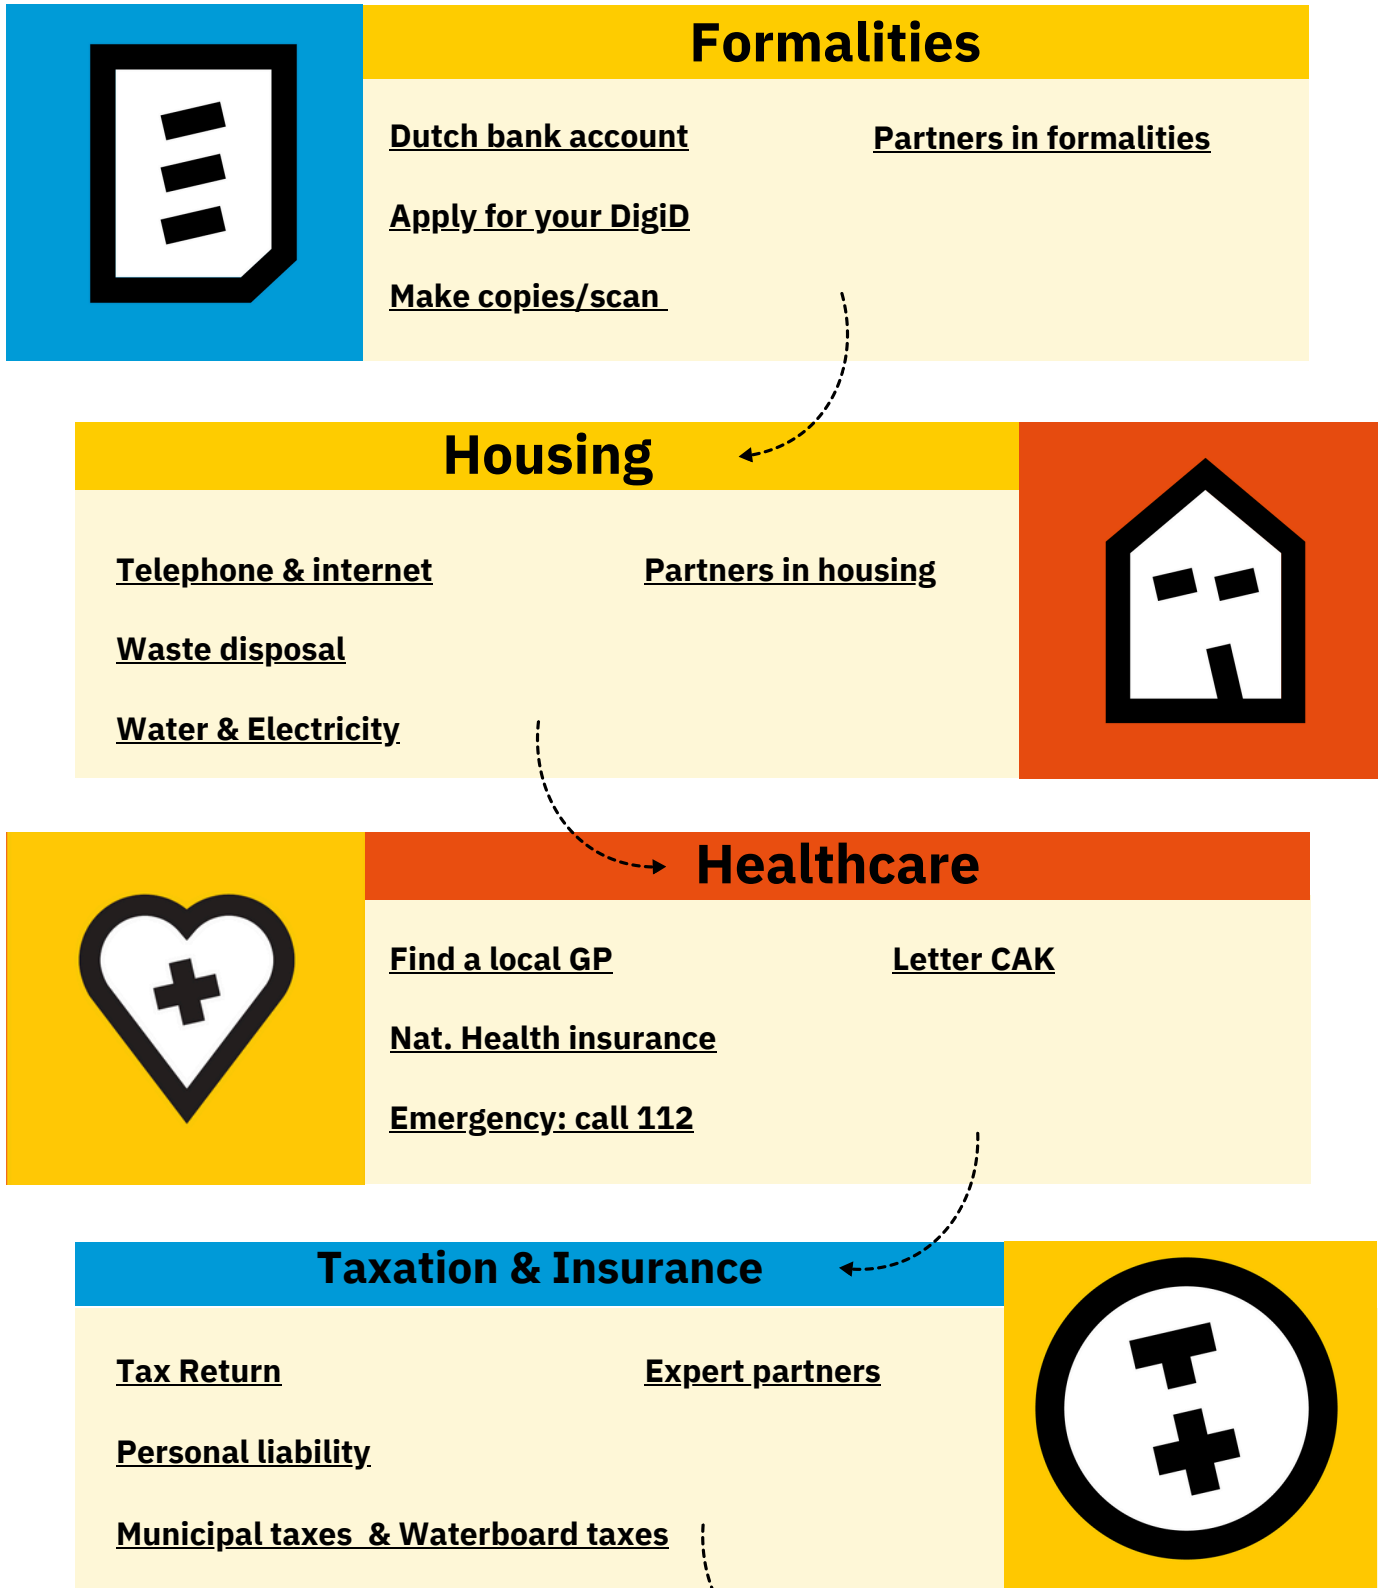 Formalities
Dutch bank account
Partners in formalities
Apply for your DigiD
Make copies/scan
Housing
Telephone & internet
Partners in housing
Waste disposal
Water & Electricity
Healthcare
Find a local GP
Letter CAK
Nat. Health insurance
Emergency: call 112
Taxation & Insurance
Tax Return
Expert partners
Personal liability
Municipal taxes  & Waterboard taxes